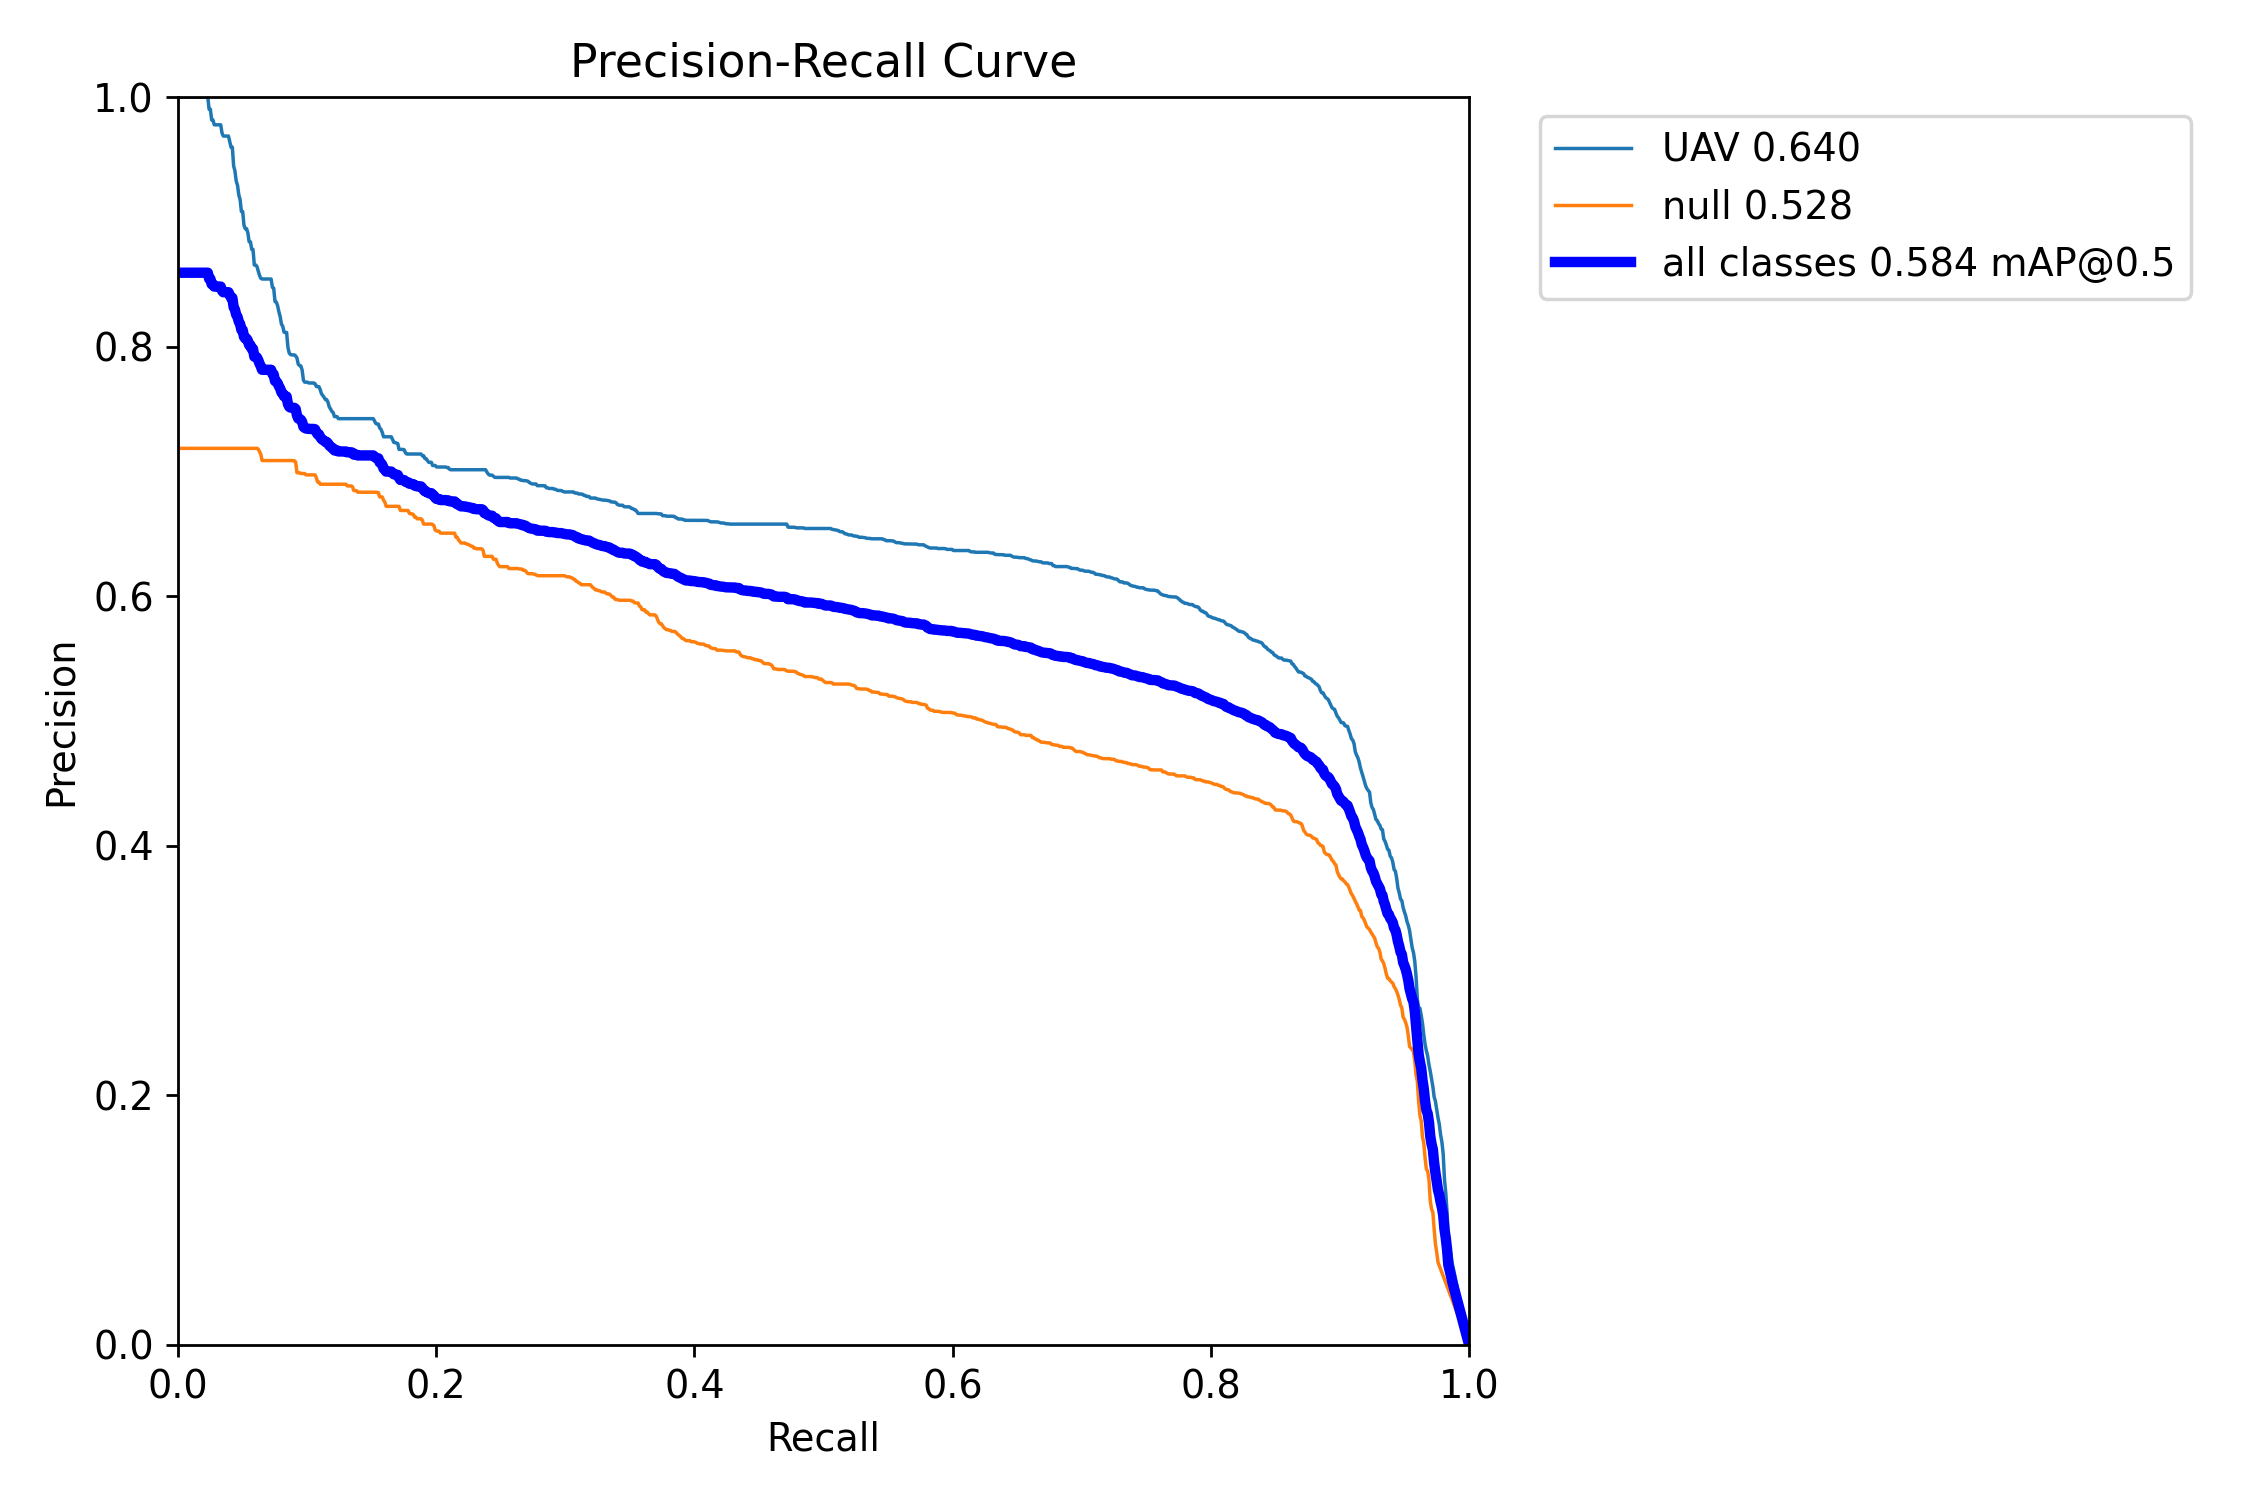 Precision-Recall Curve
1.0
0.8
0.6
0.4
0.2
0.0
Precision
0.0 0.2 0.4 0.6 0.8 1.0
Recall
UAV 0.640
null 0.528
all classes 0.584 mAP@0.5